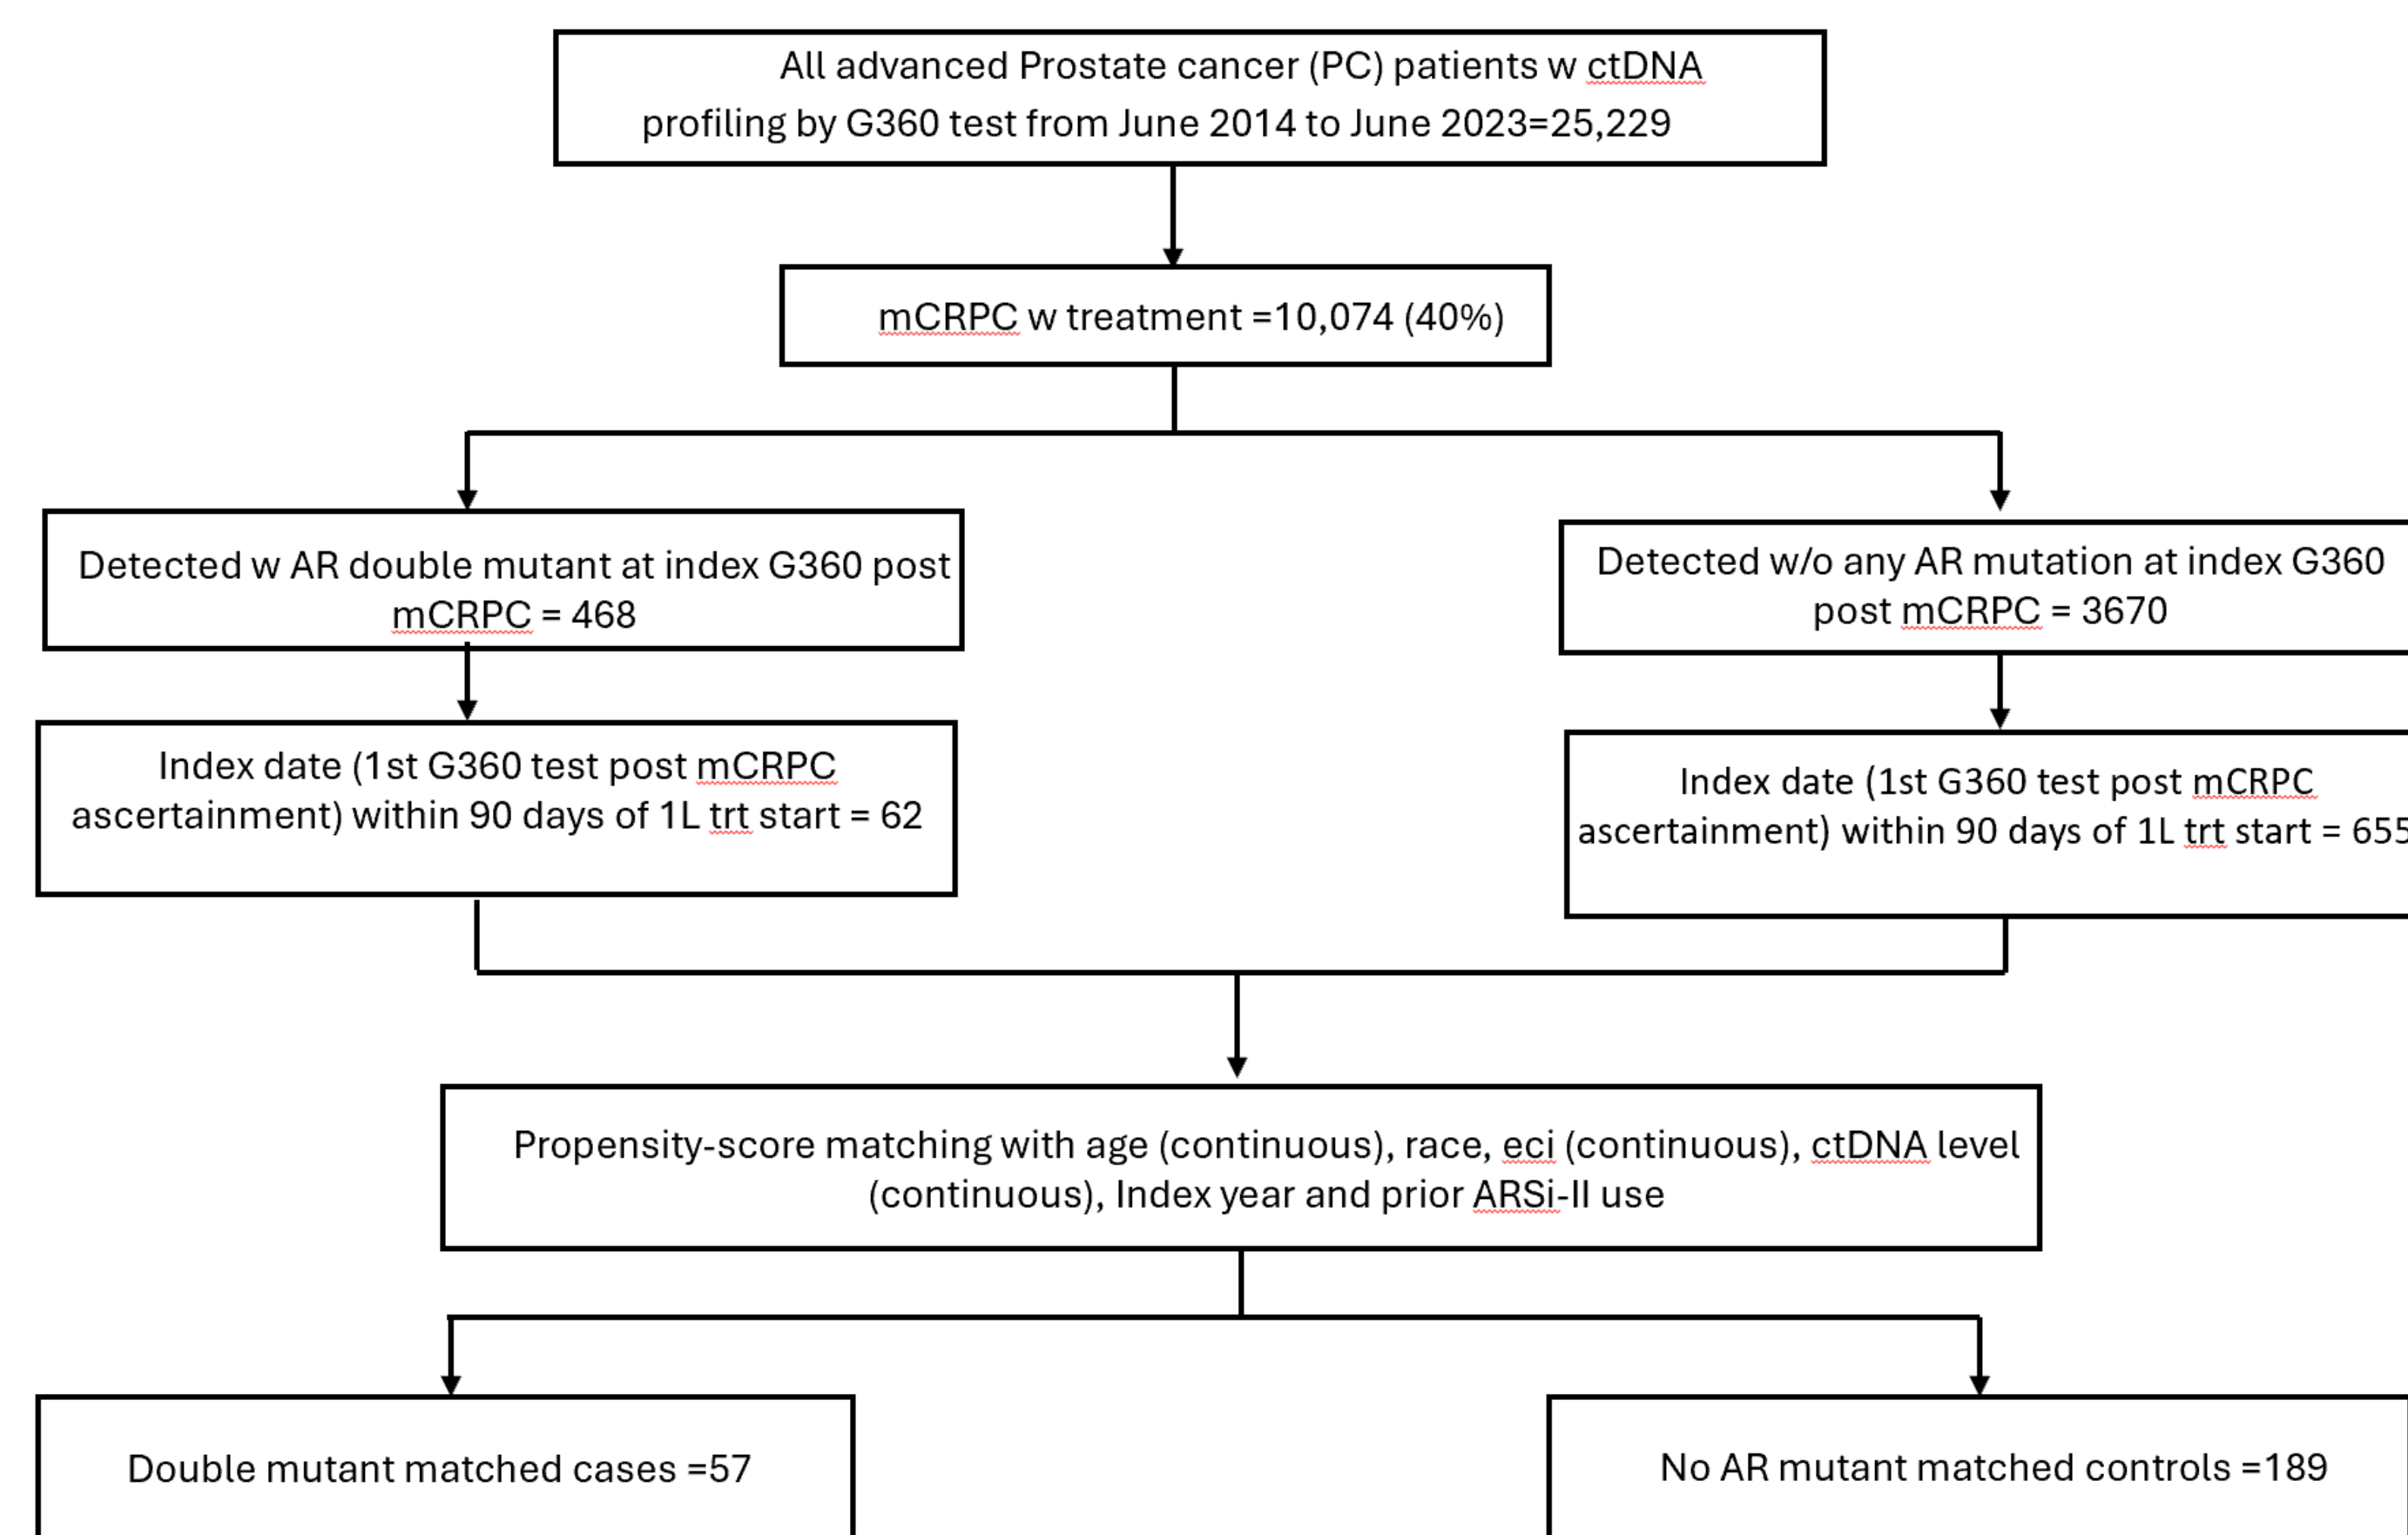 All advanced Prostate cancer (PC) patients w ctDNA
profiling by G360 test from June 2014 to June 2023=25,229
mCRPC w treatment =10,074 (40%)
Detected w AR double mutant at index G360 post
mCRPC = 468
Detected w/o any AR mutation at index G360
post mCRPC = 3670
Index date (1st G360 test post mCRPC
ascertainment) within 90 days of 1L trt start = 62
Index date (1st G360 test post mCRPC
ascertainment) within 90 days of 1L trt start = 655
Propensity-score matching with age (continuous), race, eci (continuous), ctDNA level
(continuous), Index year and prior ARSi-II use
Double mutant matched cases =57
No AR mutant matched controls =189